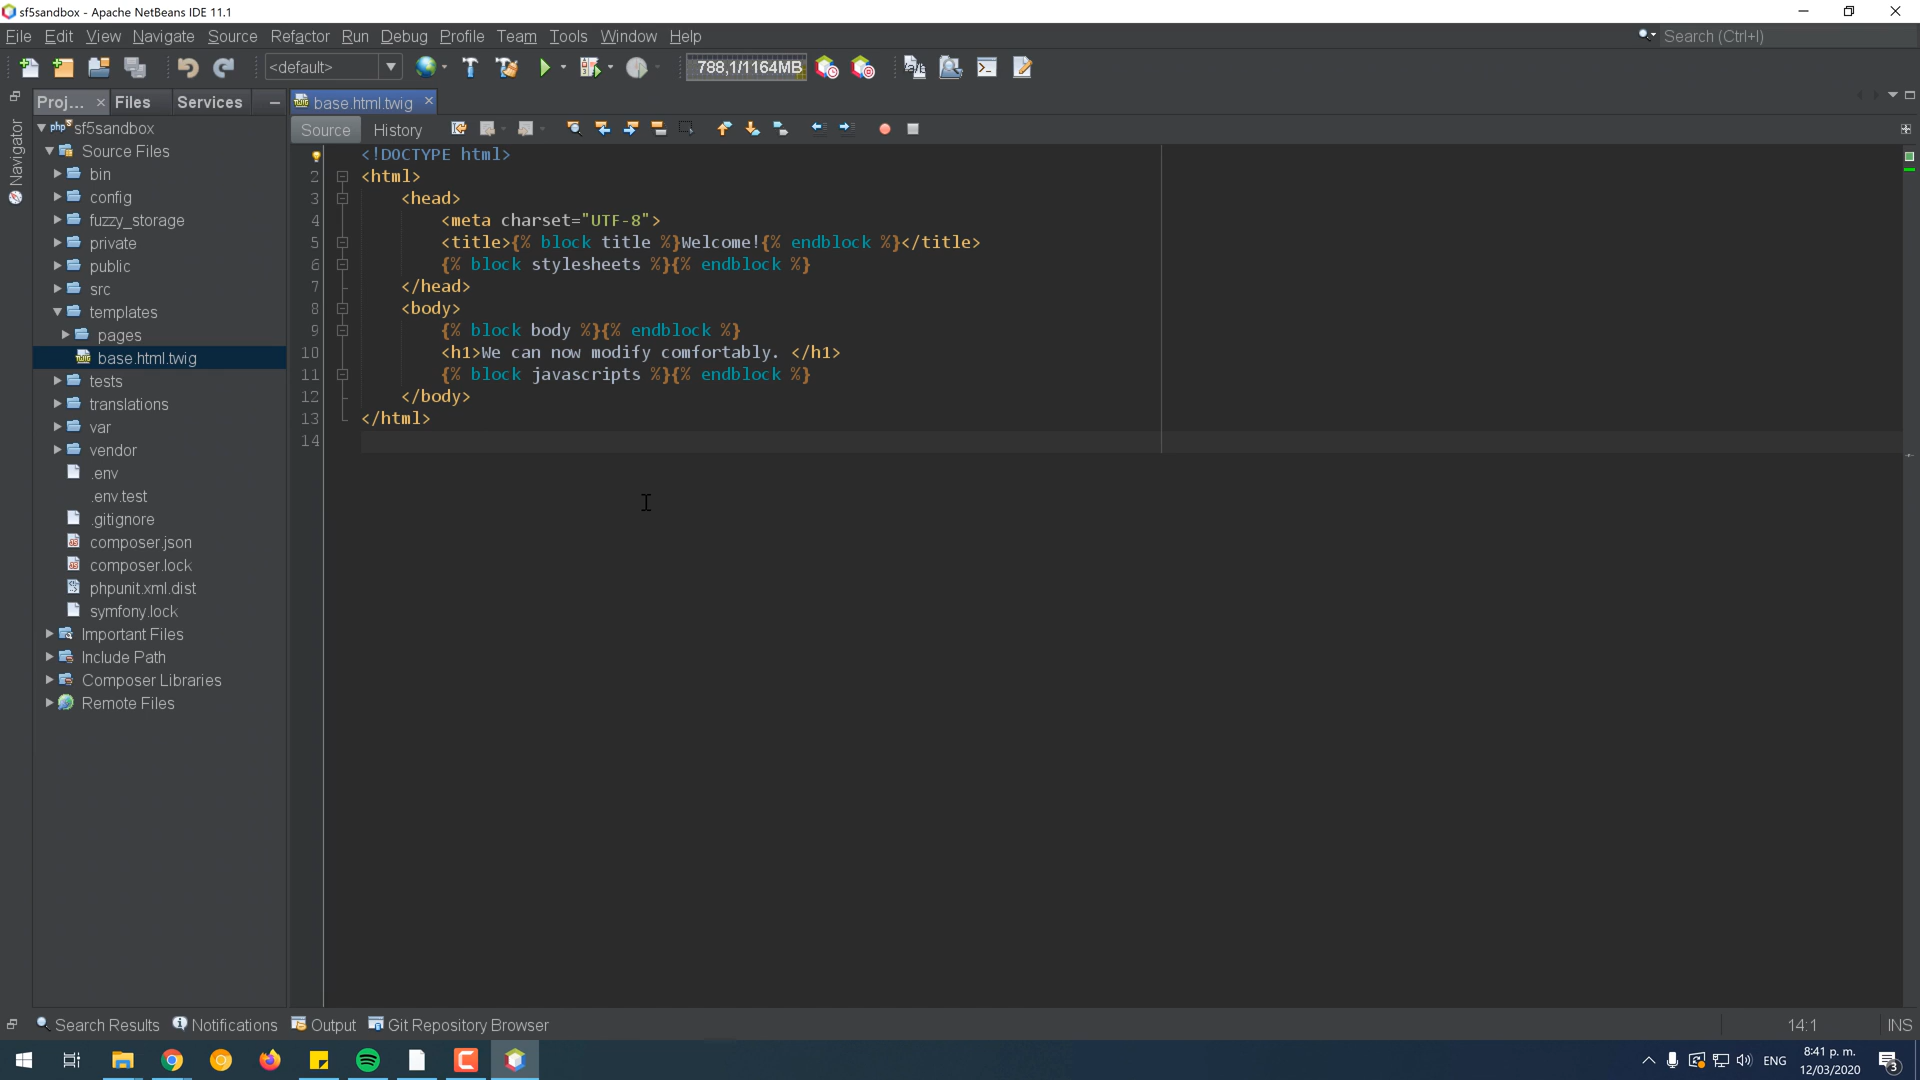 sf5sandbox - Apache NetBeans IDE 11.1
File Edit View Navigate Source Refactor Run Debug Profile Team Tools Window Help
Search (Ctrl+I)
<default>
788,1/1164MB
Proj... Files Services
base.html.twig
Navigator
Source History
sf5sandbox
Source Files
bin
config
fuzzy_storage
private
public
src
templates
pages
base.html.twig
tests
translations
var
vendor
.env
.env.test
.gitignore
composer.json
composer.lock
phpunit.xml.dist
symfony.lock
Important Files
Include Path
Composer Libraries
Remote Files
<!DOCTYPE html>
2 <html>
3 <head>
4 <meta charset="UTF-8">
5 <title>{% block title %}Welcome!{% endblock %}</title>
6 {% block stylesheets %}{% endblock %}
7 </head>
8 <body>
9 {% block body %}{% endblock %}
10 <h1>We can now modify comfortably. </h1>
11 {% block javascripts %}{% endblock %}
12 </body>
13 </html>
14
Search Results Notifications Output Git Repository Browser
14:1 INS
ENG
8:41 p. m.
12/03/2020
3